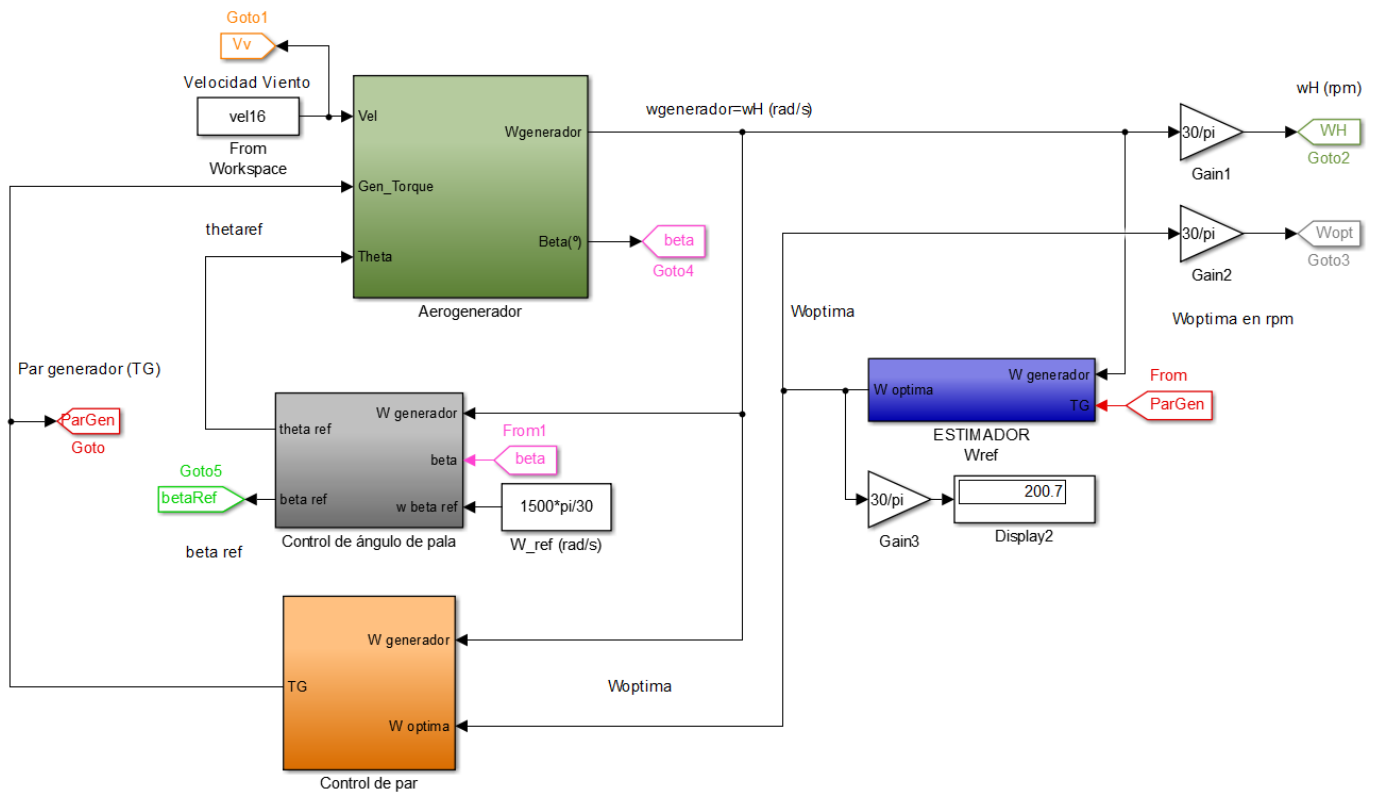 Goto1
Vv
Velocidad Viento
vel16
From
Workspace
Vel
Gen_Torque
Theta
Wgenerador
Beta(º)
Aerogenerador
wgenerador=wH (rad/s)
beta
Goto4
30/pi
Gain1
wH (rpm)
WH
Goto2
30/pi
Gain2
Wopt
Goto3
Woptima en rpm
thetaref
Woptima
Par generador (TG)
ParGen
Goto
W generador
theta ref
beta
beta ref
w beta ref
Control de ángulo de pala
Goto5
betaRef
beta ref
From1
beta
1500*pi/30
W_ref (rad/s)
W generador
W optima
TG
ESTIMADOR
Wref
From
ParGen
30/pi
Gain3
200.7
Display2
W generador
TG
W optima
Control de par
Woptima